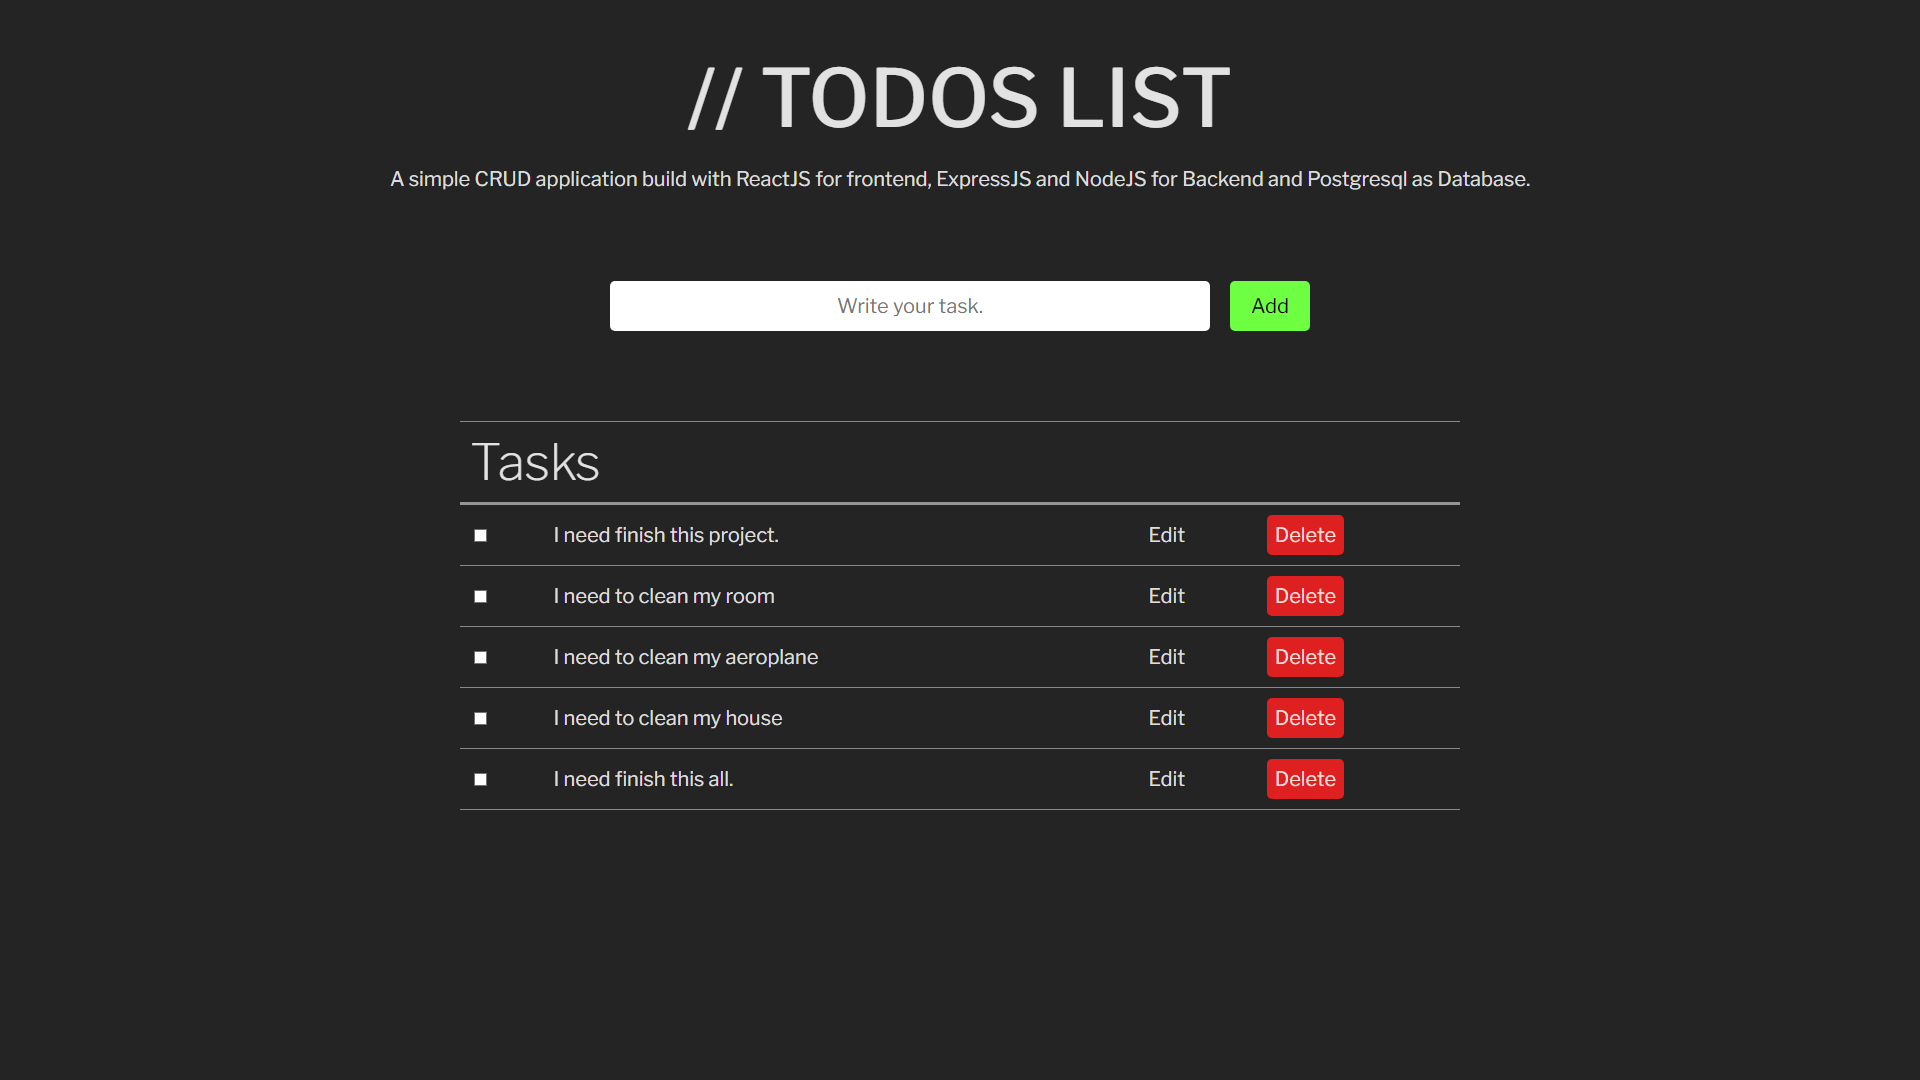 // TODOS LIST
A simple CRUD application build with ReactJS for frontend, ExpressJS and NodeJS for Backend and Postgresql as Database.
Write your task. Add
Tasks
I need finish this project. Edit Delete
I need to clean my room Edit Delete
I need to clean my aeroplane Edit Delete
I need to clean my house Edit Delete
I need finish this all. Edit Delete